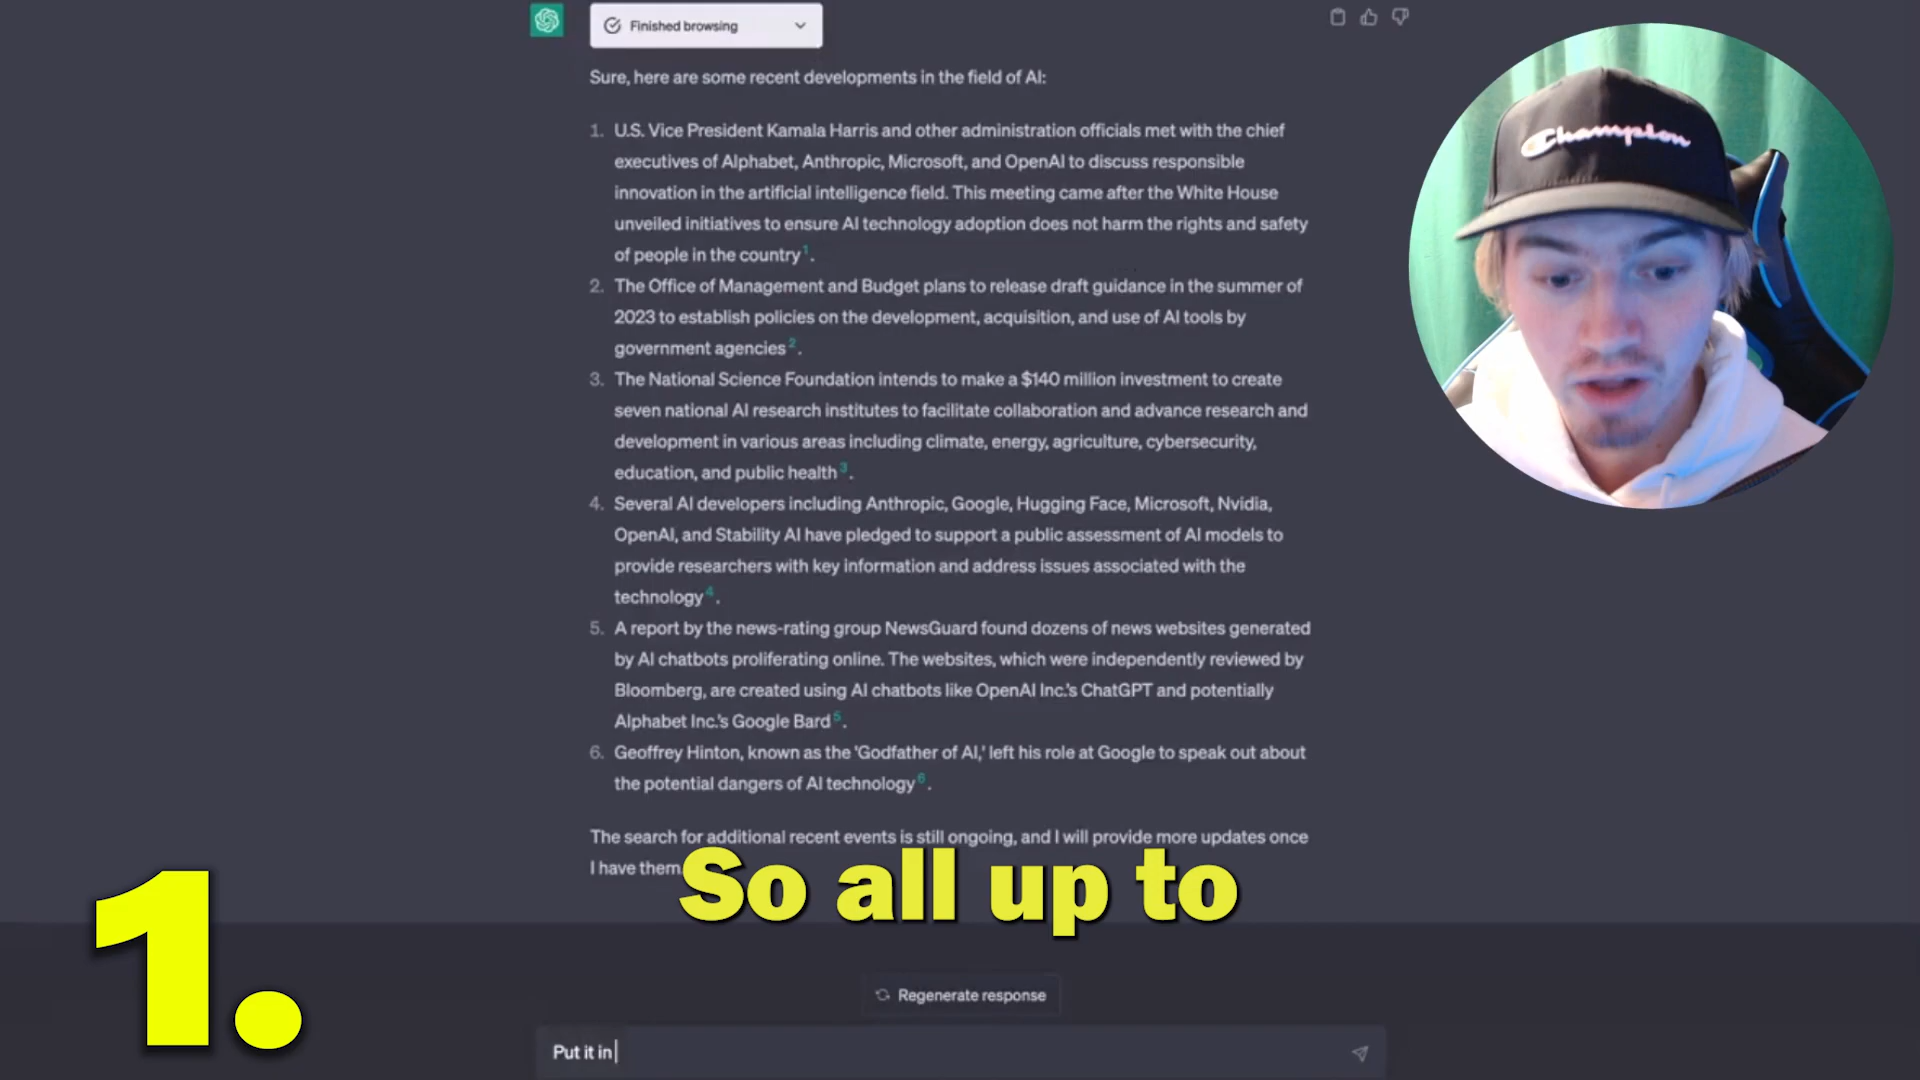 Finished browsing
Sure, here are some recent developments in the field of AI:
1. U.S. Vice President Kamala Harris and other administration officials met with the chief
executives of Alphabet, Anthropic, Microsoft, and OpenAI to discuss responsible
innovation in the artificial intelligence field. This meeting came after the White House
unveiled initiatives to ensure AI technology adoption does not harm the rights and safety
of people in the country 1.
2. The Office of Management and Budget plans to release draft guidance in the summer of
2023 to establish policies on the development, acquisition, and use of AI tools by
government agencies 2.
3. The National Science Foundation intends to make a $140 million investment to create
seven national AI research institutes to facilitate collaboration and advance research and
development in various areas including climate, energy, agriculture, cybersecurity,
education, and public health 3.
4. Several AI developers including Anthropic, Google, Hugging Face, Microsoft, Nvidia,
OpenAI, and Stability AI have pledged to support a public assessment of AI models to
provide researchers with key information and address issues associated with the
technology 4.
5. A report by the news-rating group NewsGuard found dozens of news websites generated
by AI chatbots proliferating online. The websites, which were independently reviewed by
Bloomberg, are created using AI chatbots like OpenAI Inc.'s ChatGPT and potentially
Alphabet Inc.'s Google Bard 5.
6. Geoffrey Hinton, known as the 'Godfather of AI,' left his role at Google to speak out about
the potential dangers of AI technology 6.
The search for additional recent events is still ongoing, and I will provide more updates once
I have them.
So all up to
1.
Regenerate response
Put it in
Champion